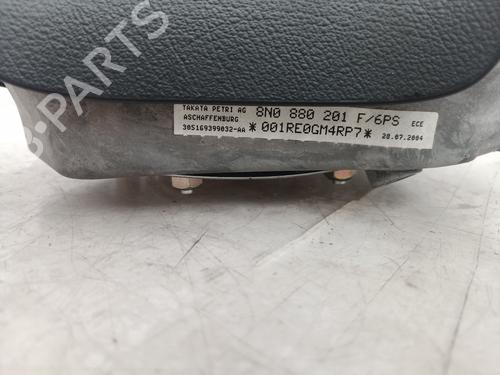 TAKATA PETRI AG
ASCHAFFENBURG
305169399032-AA
8N0 880 201 F/6PS ECE
*001RE0GM4RP7* 28.07.2004
B-PARTS